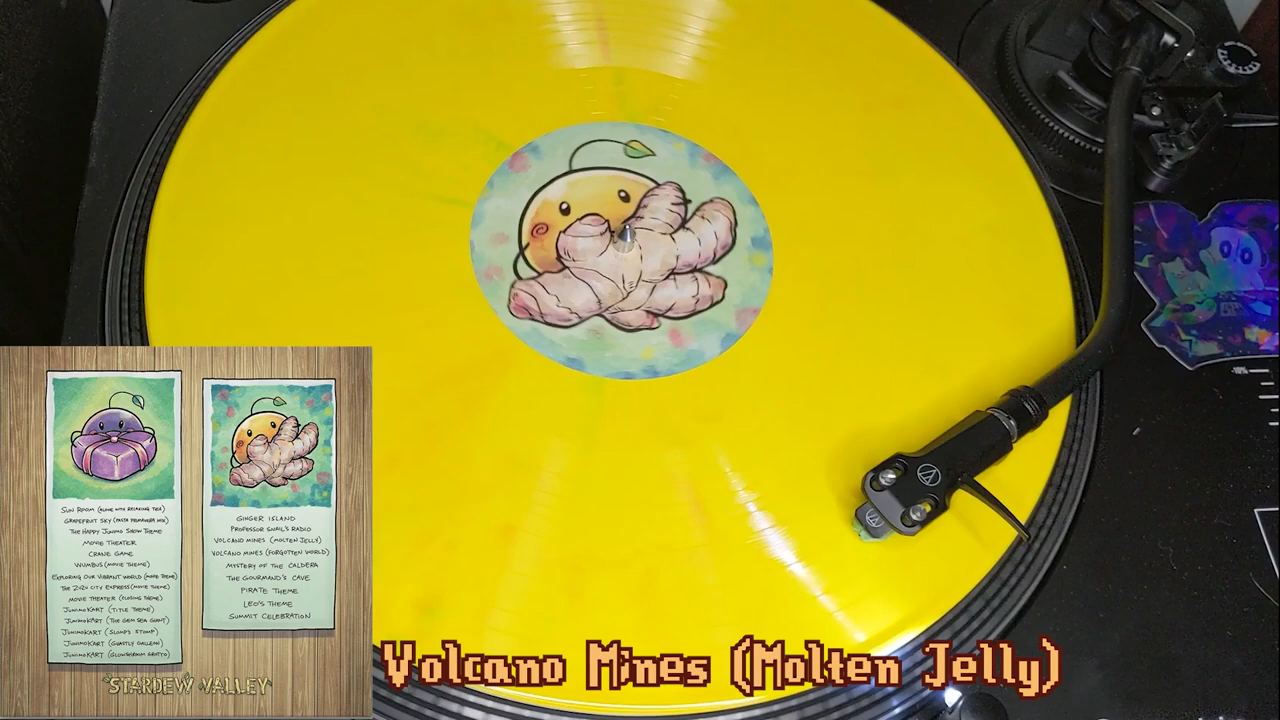 SUN ROOM (ALONE WITH RELAXING TEA)
GRAPEFRUIT SKY (PASTA PRIMAVERA MIX)
THE HAPPY JUNIMO SHOW THEME
MOVIE THEATER
CRANE GAME
WUMBUS (MOVIE THEME)
EXPLORING OUR VIBRANT WORLD (MOVIE THEME)
THE ZUZU CITY EXPRESS (MOVIE THEME)
MOVIE THEATER (CLOSING THEME)
JUNIMOKART (TITLE THEME)
JUNIMOKART (THE GEM SEA GIANT)
JUNIMOKART (SLOMP'S STOMP)
JUNIMOKART (GHASTLY GALLEON)
JUNIMOKART (GLOWSHROOM GROTTO)
GINGER ISLAND
PROFESSOR SNAIL'S RADIO
VOLCANO MINES (MOLTEN JELLY)
VOLCANO MINES (FORGOTTEN WORLD)
MYSTERY OF THE CALDERA
THE GOURMAND'S CAVE
PIRATE THEME
LEO'S THEME
SUMMIT CELEBRATION
STARDEW VALLEY
Volcano Mines (Molten Jelly)